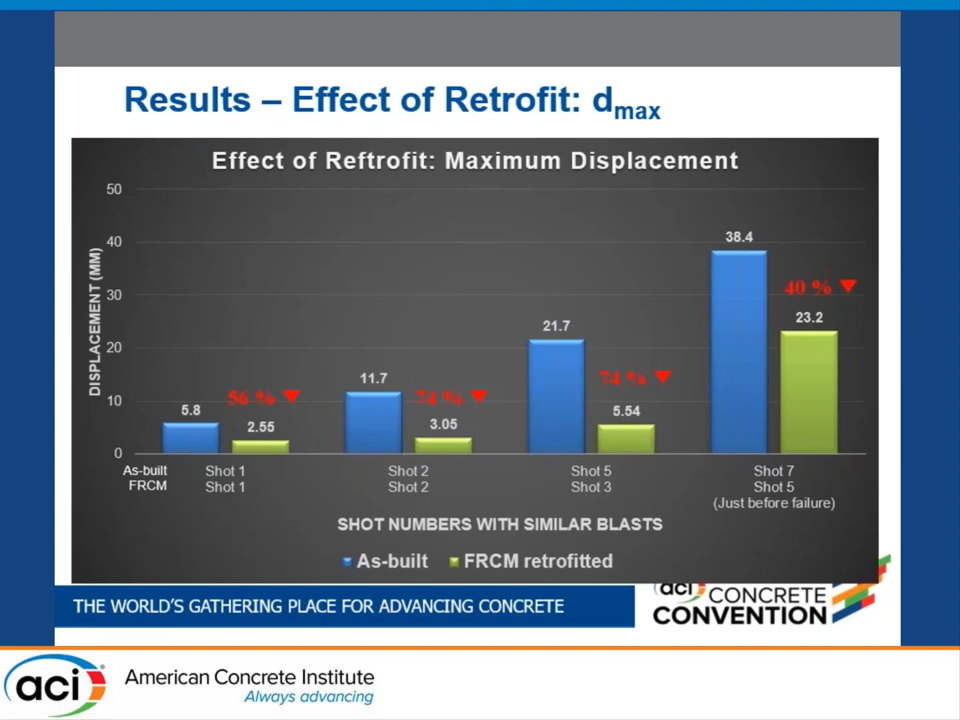 Results – Effect of Retrofit: dmax
Effect of Reftrofit: Maximum Displacement
DISPLACEMENT (MM)
50
40
30
20
10
0
5.8
56 %
2.55
11.7
74 %
3.05
21.7
74 %
5.54
38.4
40 %
23.2
As-built Shot 1 Shot 2 Shot 5 Shot 7
FRCM Shot 1 Shot 2 Shot 3 Shot 5
(Just before failure)
SHOT NUMBERS WITH SIMILAR BLASTS
As-built FRCM retrofitted
THE WORLD'S GATHERING PLACE FOR ADVANCING CONCRETE
aci CONCRETE
CONVENTION
aci American Concrete Institute
Always advancing